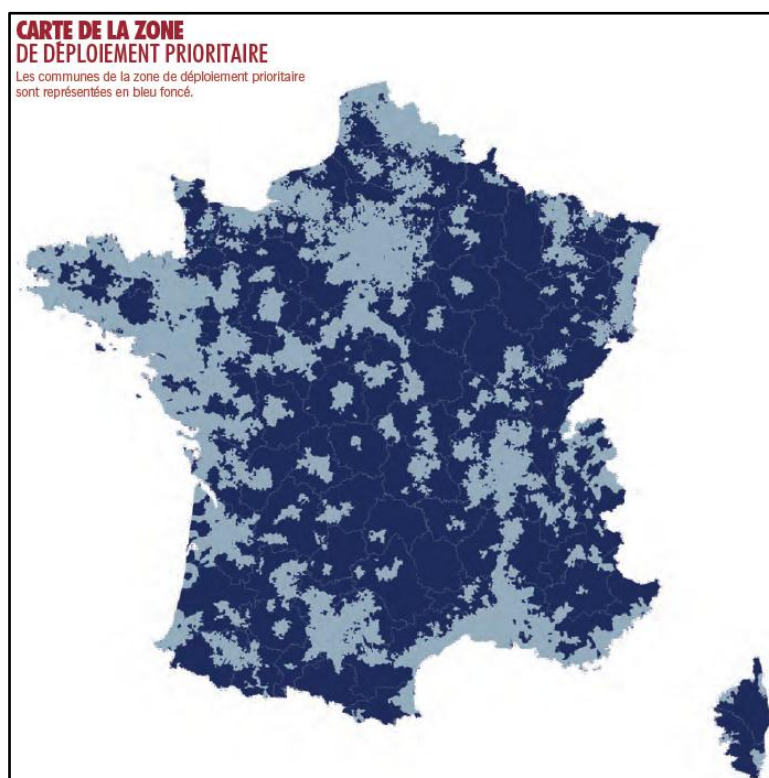 CARTE DE LA ZONE
DE DÉPLOIEMENT PRIORITAIRE
Les communes de la zone de déploiement prioritaire
sont représentées en bleu foncé.